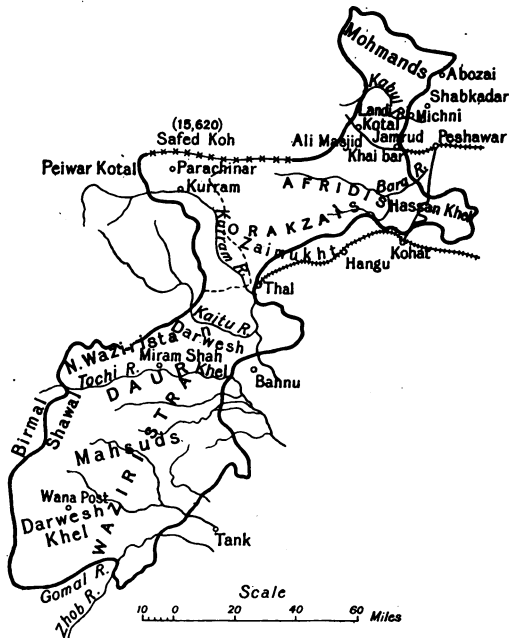 Mohmands
Abozai
Kabul R.
Shabkadar
Landi
Kotal
Michni
(15,620)
Safed Koh
Ali Masjid
Jamrud
Peshawar
Khaibar
Peiwar Kotal
Parachinar
Kurram
AFRIDIS
Bara R.
Hassan Khel
ORAKZAIS
Kurram R.
Zaimukht
Kohat
Hangu
Thal
Kaitu R.
N. Waziristan
Darwesh
Khel
Miram Shah
Tochi R.
DAUR
Bahnu
Birmal
Shawal
WAZIRISTRA
Mahsuds
Wana Post
Darwesh
Khel
Tank
Gomal R.
Zhob R.
Scale
10 0 20 40 60 Miles